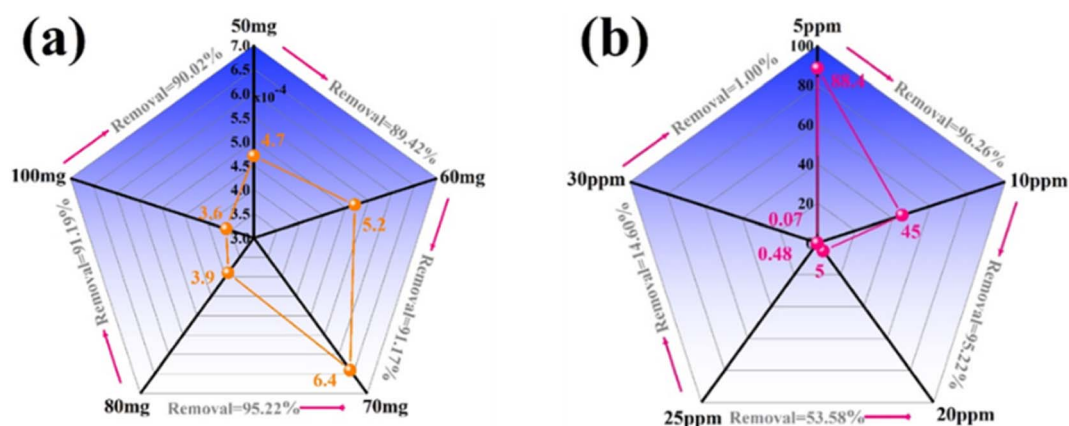 (a)
50mg
7.0
6.5
6.0
x10⁻⁴
5.0
4.5
4.0
3.5
3.0
4.7
Removal=89.42%
60mg
5.2
Removal=91.17%
70mg
6.4
Removal=95.22%
80mg
3.9
Removal=91.19%
100mg
3.6
Removal=90.02%
(b)
5ppm
100
80
60
40
20
88.4
Removal=96.26%
10ppm
45
Removal=95.22%
20ppm
5
Removal=53.58%
25ppm
0.48
Removal=14.60%
30ppm
0.07
Removal=1.00%